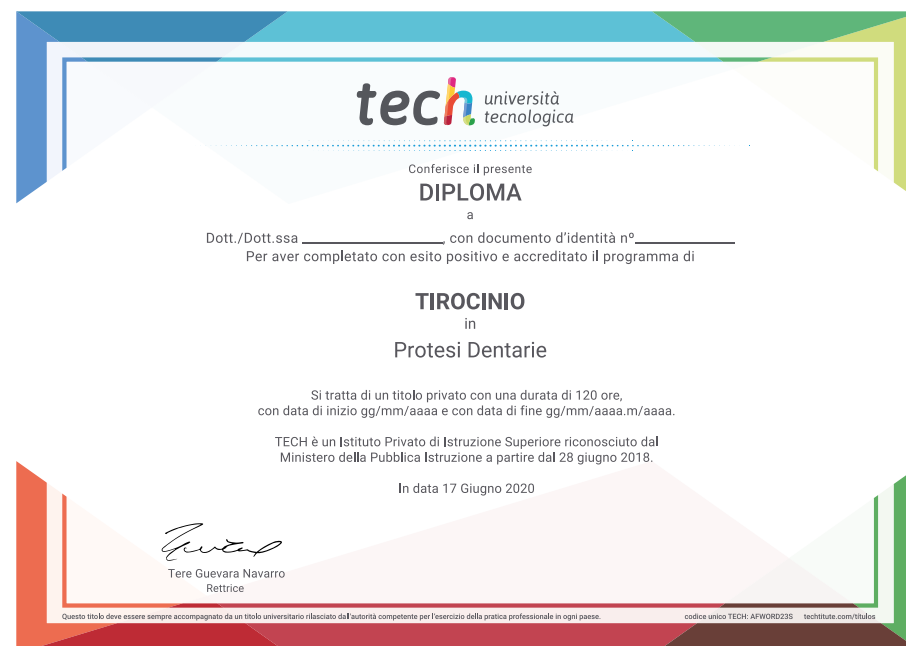 tech università
tecnologica
Conferisce il presente
DIPLOMA
a
Dott./Dott.ssa ____________________, con documento d'identità nº______________
Per aver completato con esito positivo e accreditato il programma di
TIROCINIO
in
Protesi Dentarie
Si tratta di un titolo privato con una durata di 120 ore,
con data di inizio gg/mm/aaaa e con data di fine gg/mm/aaaa.m/aaaa.
TECH è un Istituto Privato di Istruzione Superiore riconosciuto dal
Ministero della Pubblica Istruzione a partire dal 28 giugno 2018.
In data 17 Giugno 2020
Tere Guevara Navarro
Rettrice
Questo titolo deve essere sempre accompagnato da un titolo universitario rilasciato dall'autorità competente per l'esercizio della pratica professionale in ogni paese. codice unico TECH: AFWORD23S techtitute.com/titulos